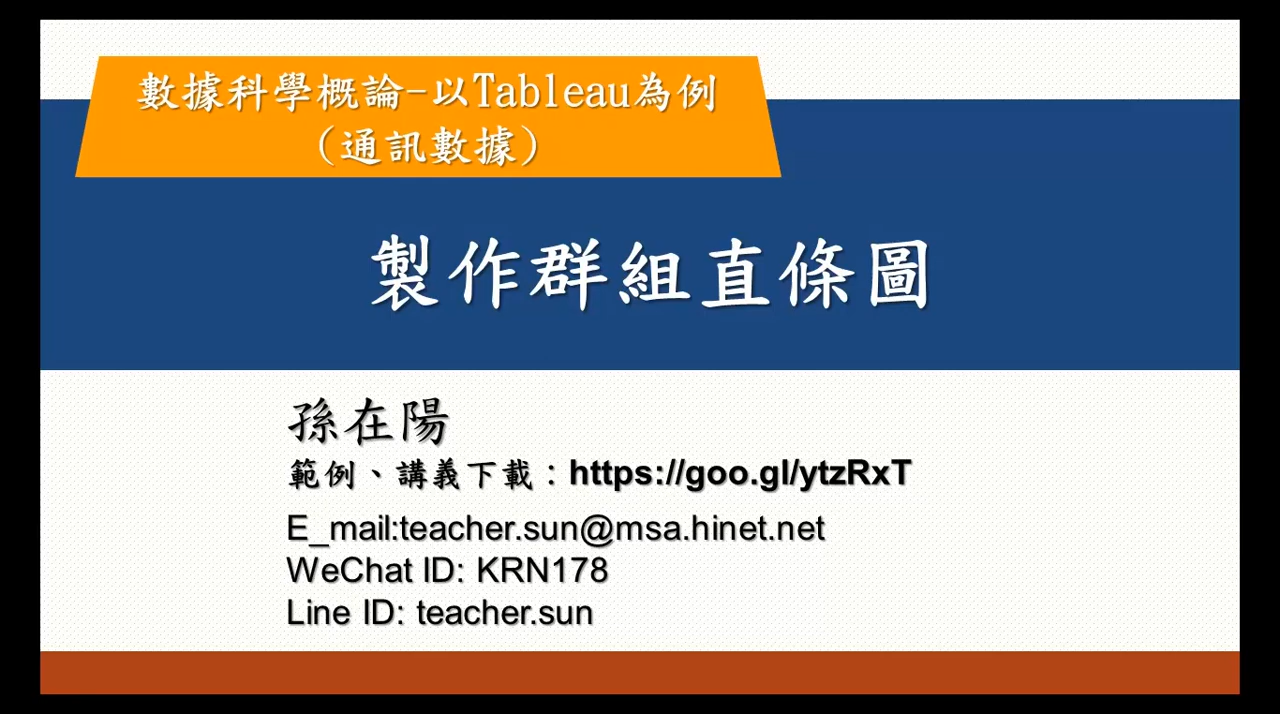 數據科學概論-以Tableau為例
（通訊數據）
製作群組直條圖
孫在陽
範例、講義下載：https://goo.gl/ytzRxT
E_mail:teacher.sun@msa.hinet.net
WeChat ID: KRN178
Line ID: teacher.sun